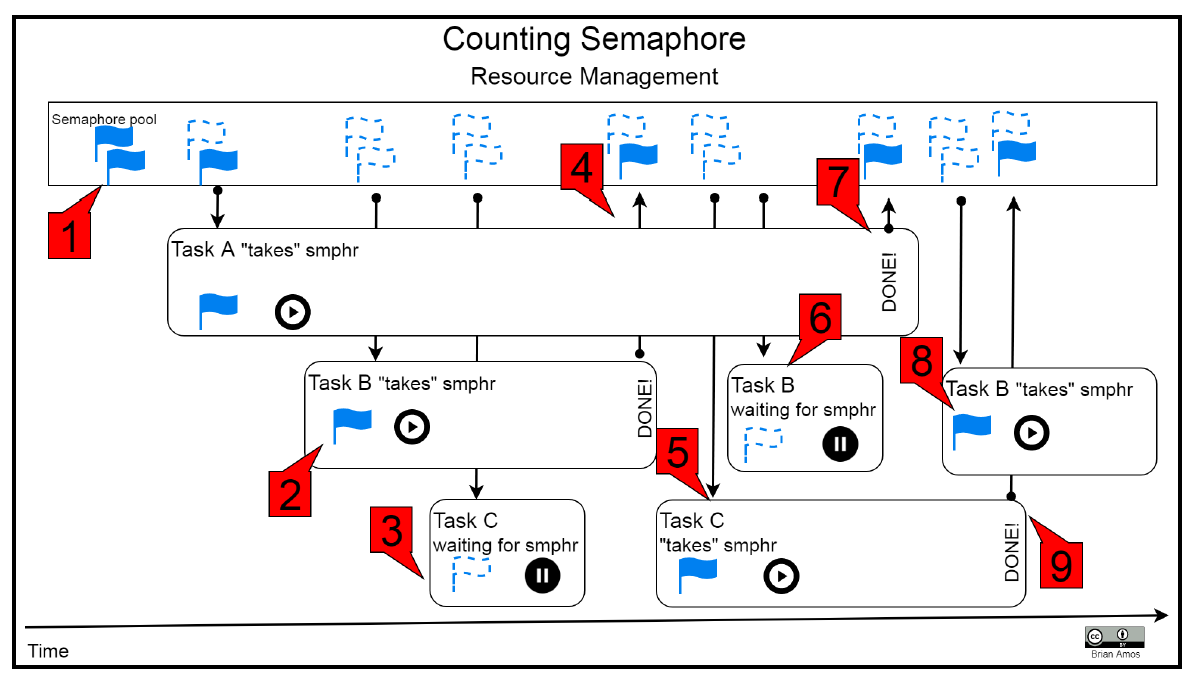 Counting Semaphore
Resource Management
Semaphore pool
1
4
7
Task A "takes" smphr
DONE!
6
Task B "takes" smphr
DONE!
2
Task B
waiting for smphr
8
Task B "takes" smphr
3
Task C
waiting for smphr
5
Task C
"takes" smphr
DONE!
9
Time
cc
BY
Brian Amos